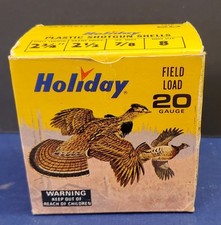 Holiday
PLASTIC SHOTGUN SHELLS
2¾" 2½ 7/8 8
Holiday
FIELD
LOAD
20
GAUGE
WARNING
KEEP OUT OF
REACH OF CHILDREN